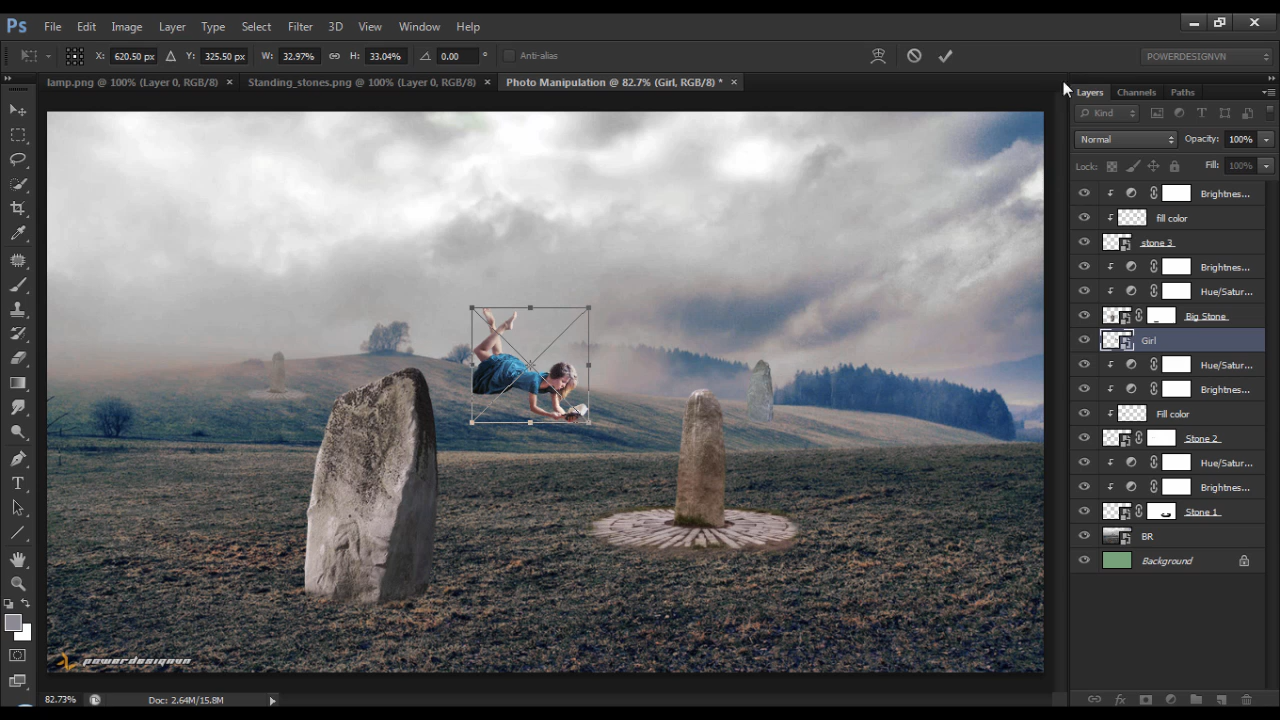 Ps File Edit Image Layer Type Select Filter 3D View Window Help
X: 620.50 px Y: 325.50 px W: 32.97% H: 33.04% 0.00 ° Anti-alias POWERDESIGNVN
lamp.png @ 100% (Layer 0, RGB/8) × Standing_stones.png @ 100% (Layer 0, RGB/8) × Photo Manipulation @ 82.7% (Girl, RGB/8) * ×
Layers Channels Paths
Kind
Normal Opacity: 100%
Lock: Fill: 100%
Brightnes...
fill color
stone 3
Brightnes...
Hue/Satur...
Big Stone
Girl
Hue/Satur...
Brightnes...
Fill color
Stone 2
Hue/Satur...
Brightnes...
Stone 1
BR
Background
powerdesignvn
82.73% Doc: 2.64M/15.8M